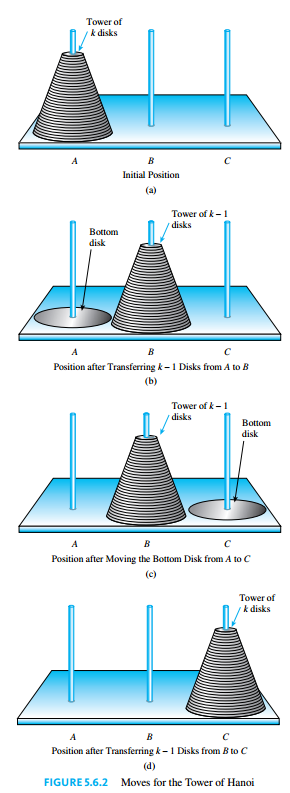 Tower of
k disks
A B C
Initial Position
(a)
Tower of k – 1
disks
Bottom
disk
A B C
Position after Transferring k – 1 Disks from A to B
(b)
Tower of k – 1
disks
Bottom
disk
A B C
Position after Moving the Bottom Disk from A to C
(c)
Tower of
k disks
A B C
Position after Transferring k – 1 Disks from B to C
(d)
FIGURE 5.6.2 Moves for the Tower of Hanoi